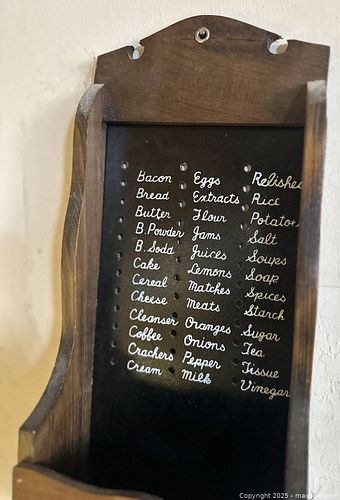 Bacon
Bread
Butter
B. Powder
B. Soda
Cake
Cereal
Cheese
Cleanser
Coffee
Crackers
Cream
Eggs
Extracts
Flour
Jams
Juices
Lemons
Matches
Meats
Oranges
Onions
Pepper
Milk
Relishes
Rice
Potatoes
Salt
Soups
Soap
Spices
Starch
Sugar
Tea
Tissue
Vinegar
Copyright © 2025 -